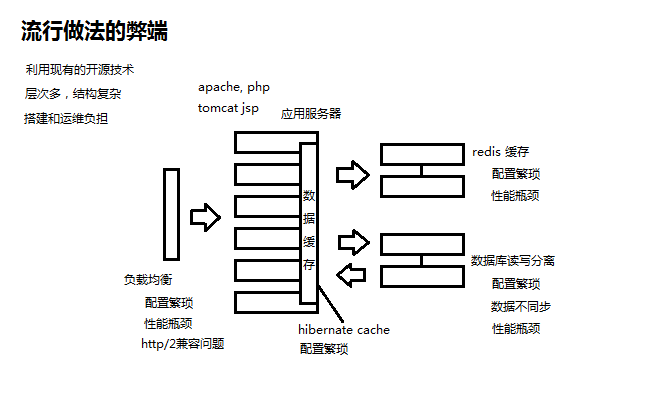 流行做法的弊端
利用现有的开源技术
层次多，结构复杂
搭建和运维负担
apache, php
tomcat jsp
应用服务器
数
据
缓
存
redis 缓存
配置繁琐
性能瓶颈
数据库读写分离
配置繁琐
数据不同步
性能瓶颈
负载均衡
配置繁琐
性能瓶颈
http/2兼容问题
hibernate cache
配置繁琐